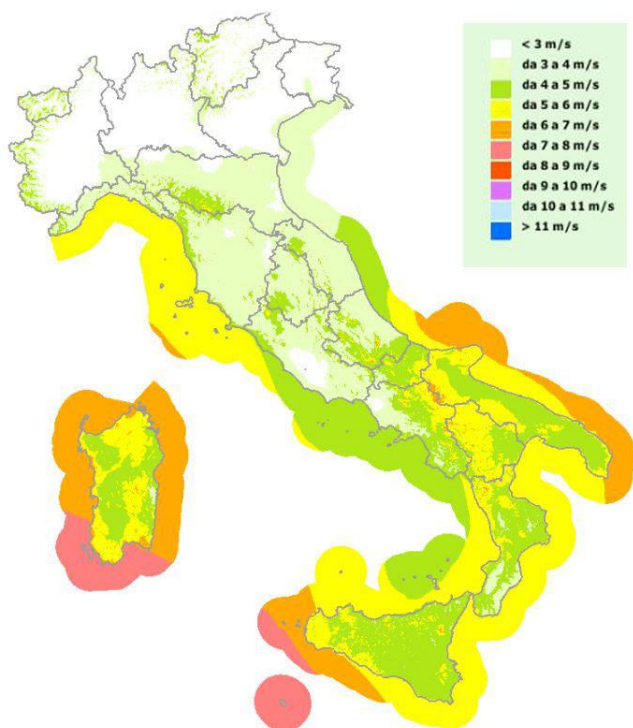 < 3 m/s
da 3 a 4 m/s
da 4 a 5 m/s
da 5 a 6 m/s
da 6 a 7 m/s
da 7 a 8 m/s
da 8 a 9 m/s
da 9 a 10 m/s
da 10 a 11 m/s
> 11 m/s